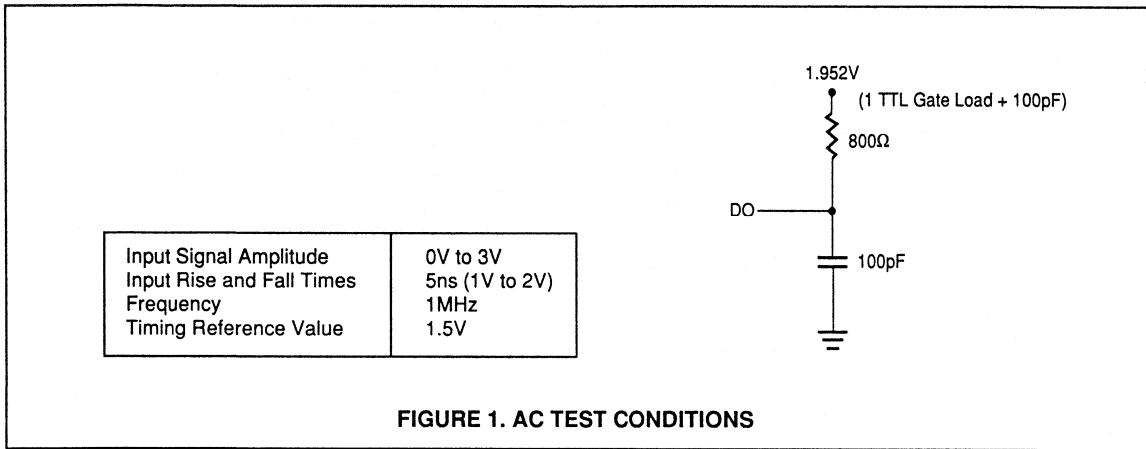 1.952V
(1 TTL Gate Load + 100pF)
800Ω
DO
100pF
Input Signal Amplitude 0V to 3V
Input Rise and Fall Times 5ns (1V to 2V)
Frequency 1MHz
Timing Reference Value 1.5V
FIGURE 1. AC TEST CONDITIONS